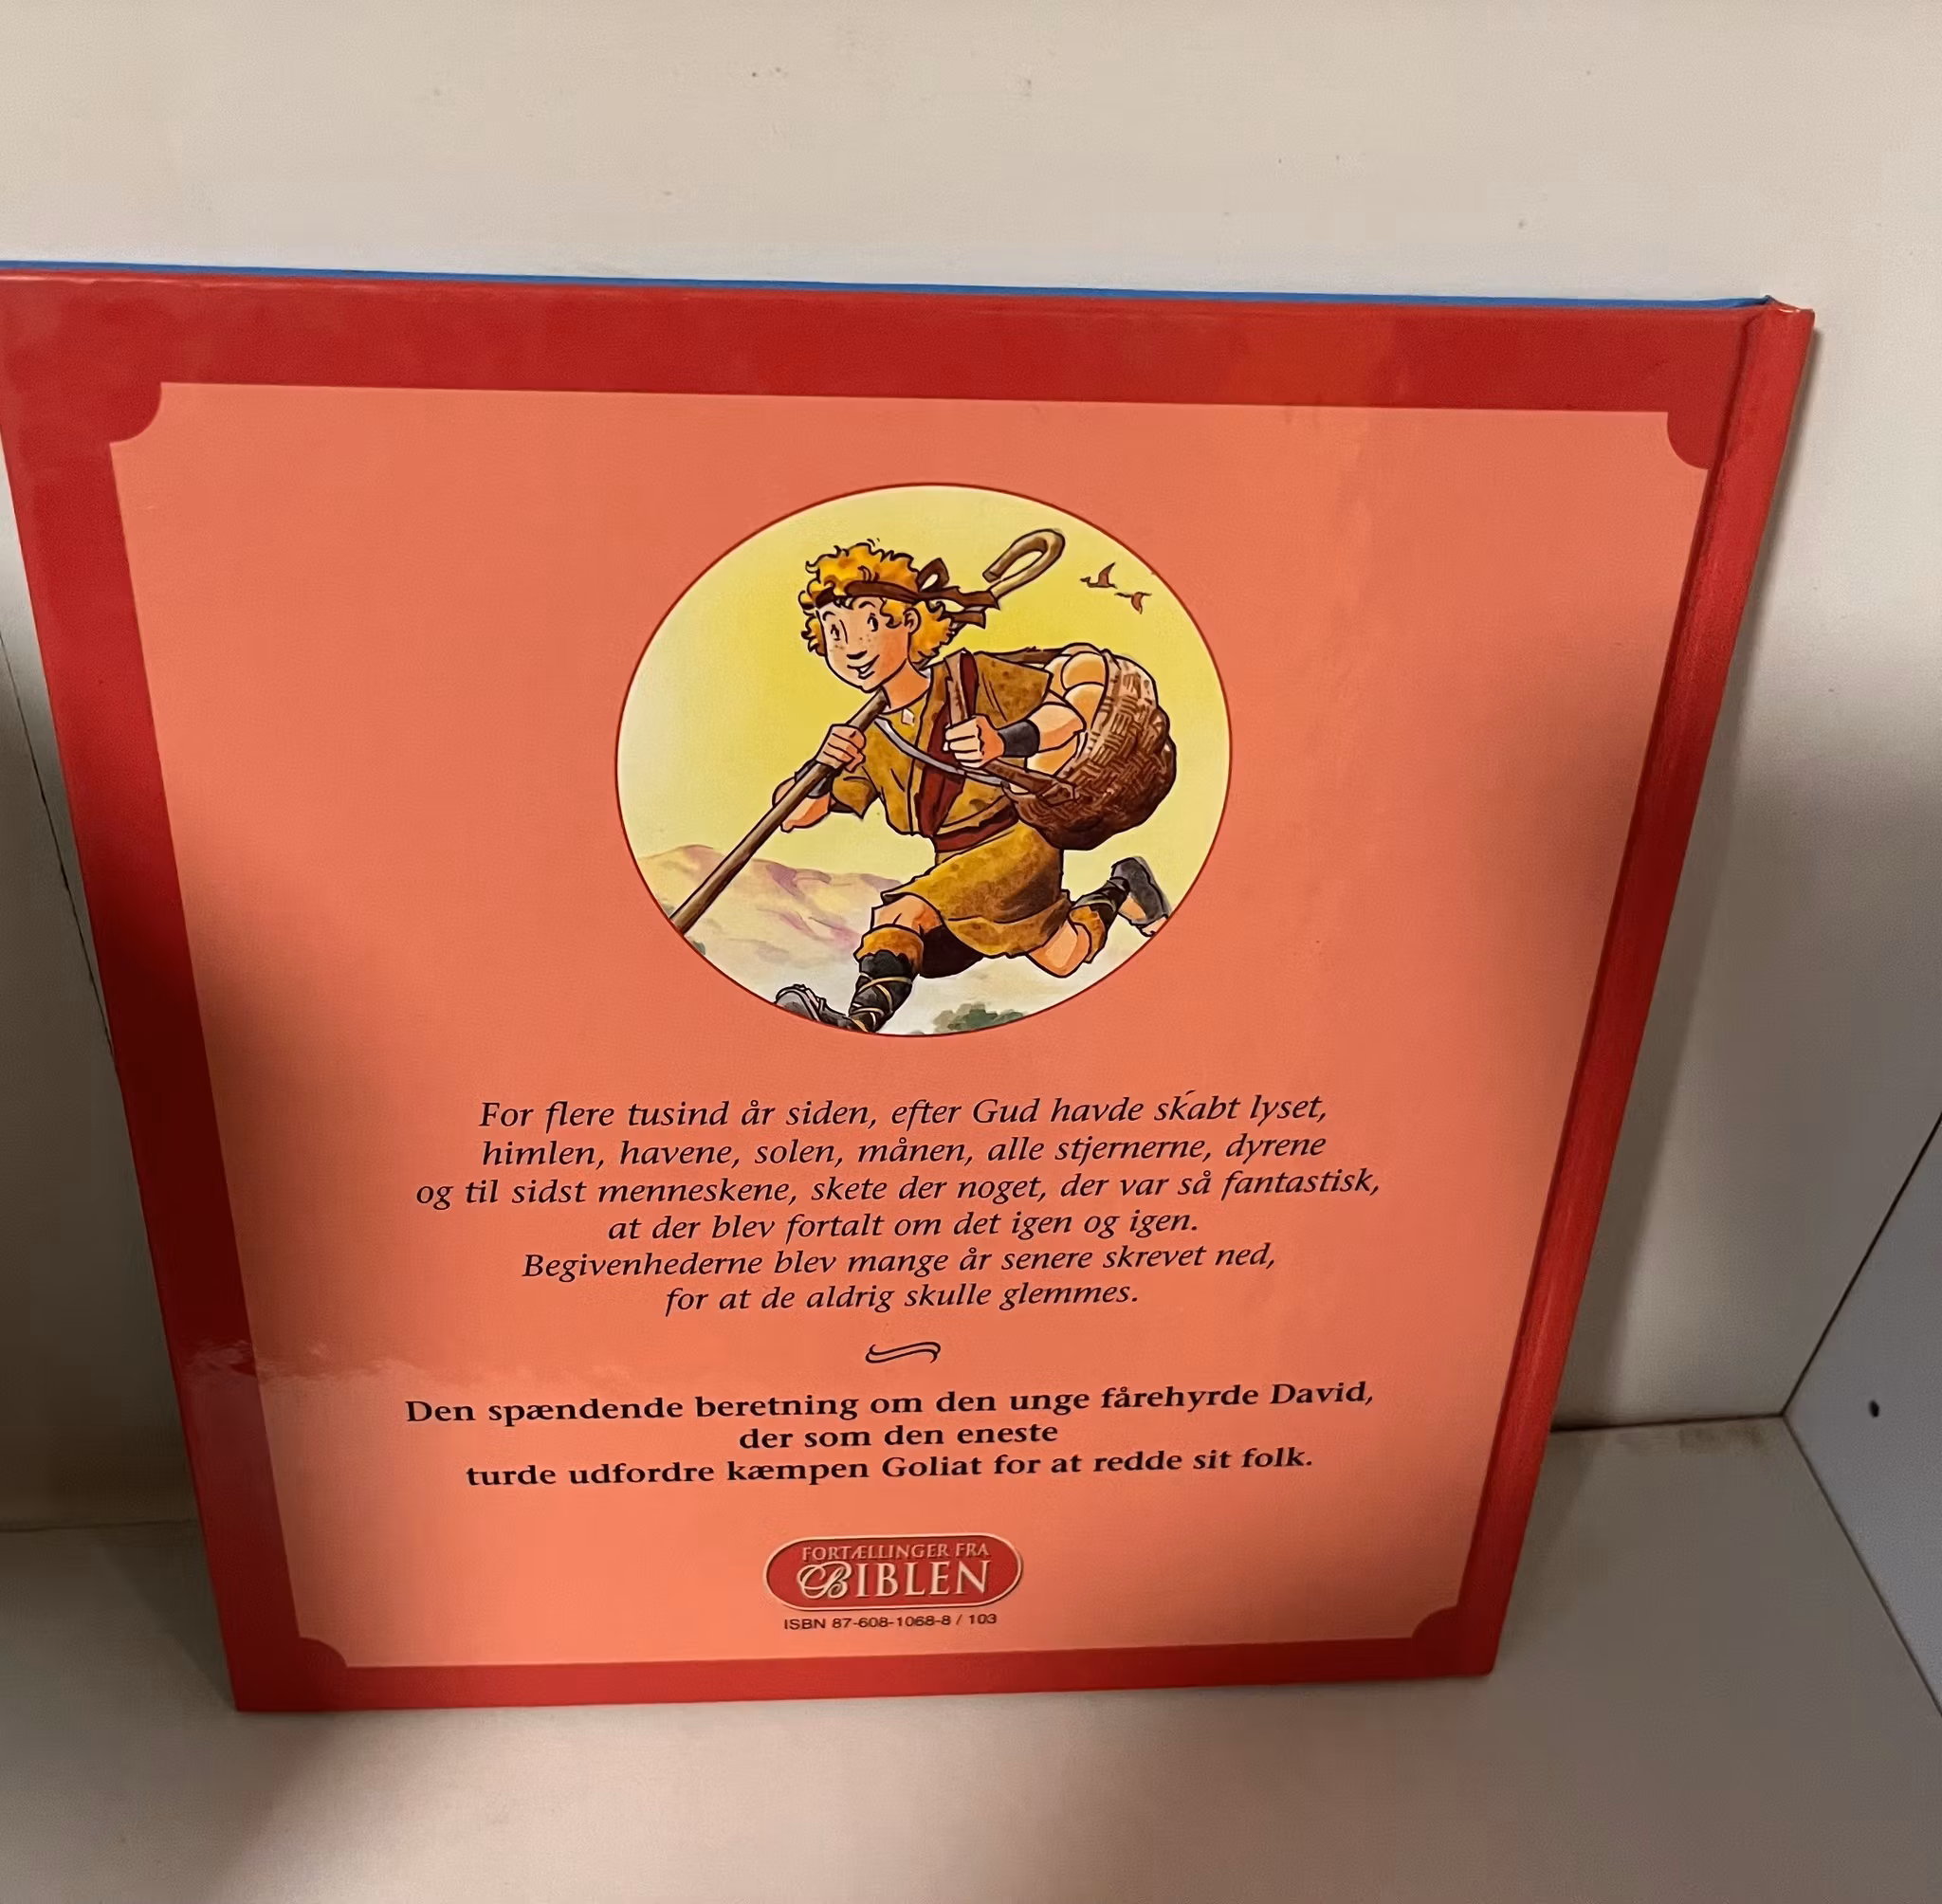 For flere tusind år siden, efter Gud havde skabt lyset,
himlen, havene, solen, månen, alle stjernerne, dyrene
og til sidst menneskene, skete der noget, der var så fantastisk,
at der blev fortalt om det igen og igen.
Begivenhederne blev mange år senere skrevet ned,
for at de aldrig skulle glemmes.
Den spændende beretning om den unge fårehyrde David,
der som den eneste
turde udfordre kæmpen Goliat for at redde sit folk.
FORTÆLLINGER FRA
BIBLEN
ISBN 87-608-1068-8 / 103